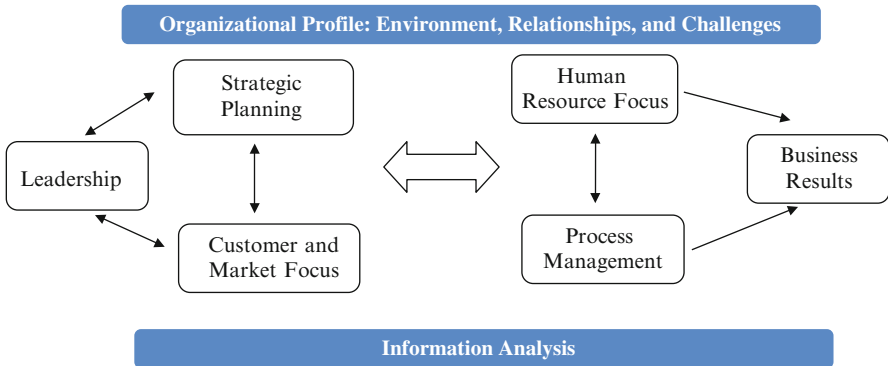 Organizational Profile: Environment, Relationships, and Challenges
Strategic
Planning
Human
Resource Focus
Leadership
Business
Results
Customer and
Market Focus
Process
Management
Information Analysis